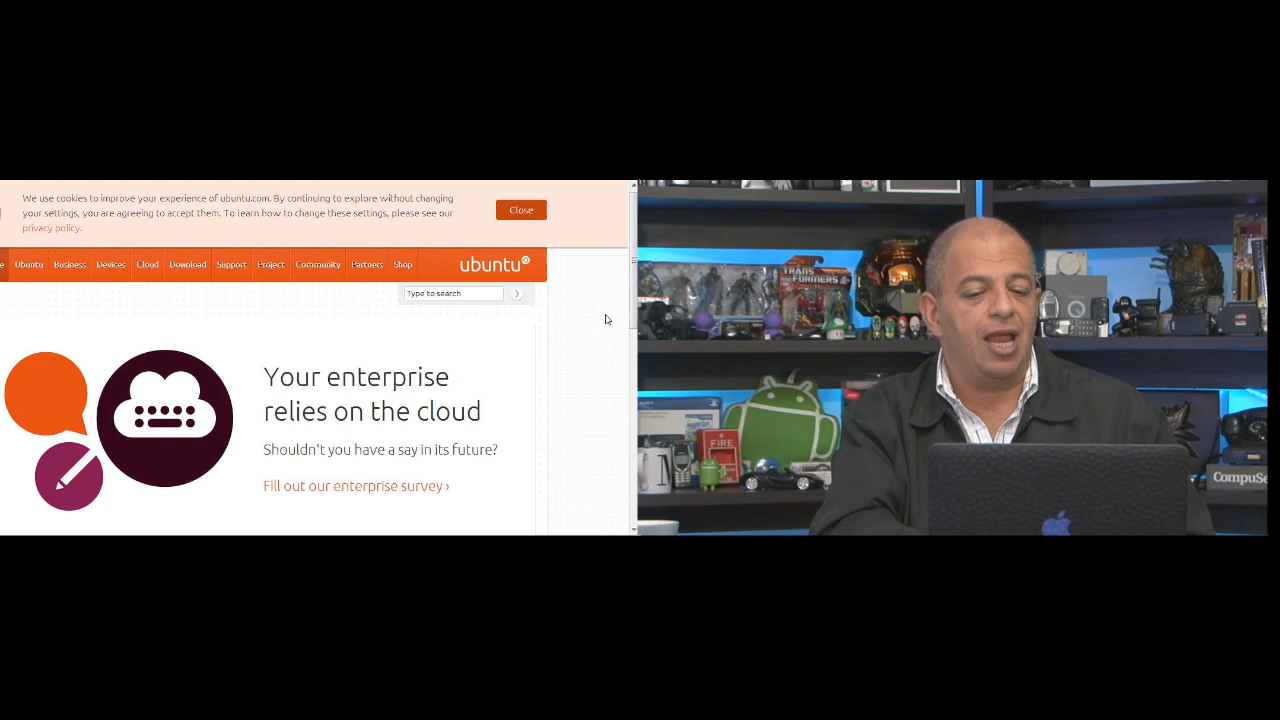 We use cookies to improve your experience of ubuntu.com. By continuing to explore without changing
your settings, you are agreeing to accept them. To learn how to change these settings, please see our
privacy policy.
Close
e Ubuntu Business Devices Cloud Download Support Project Community Partners Shop
ubuntu
Type to search
Your enterprise
relies on the cloud
Shouldn't you have a say in its future?
Fill out our enterprise survey ›
TRANSFORMERS
FIRE
CompuSe